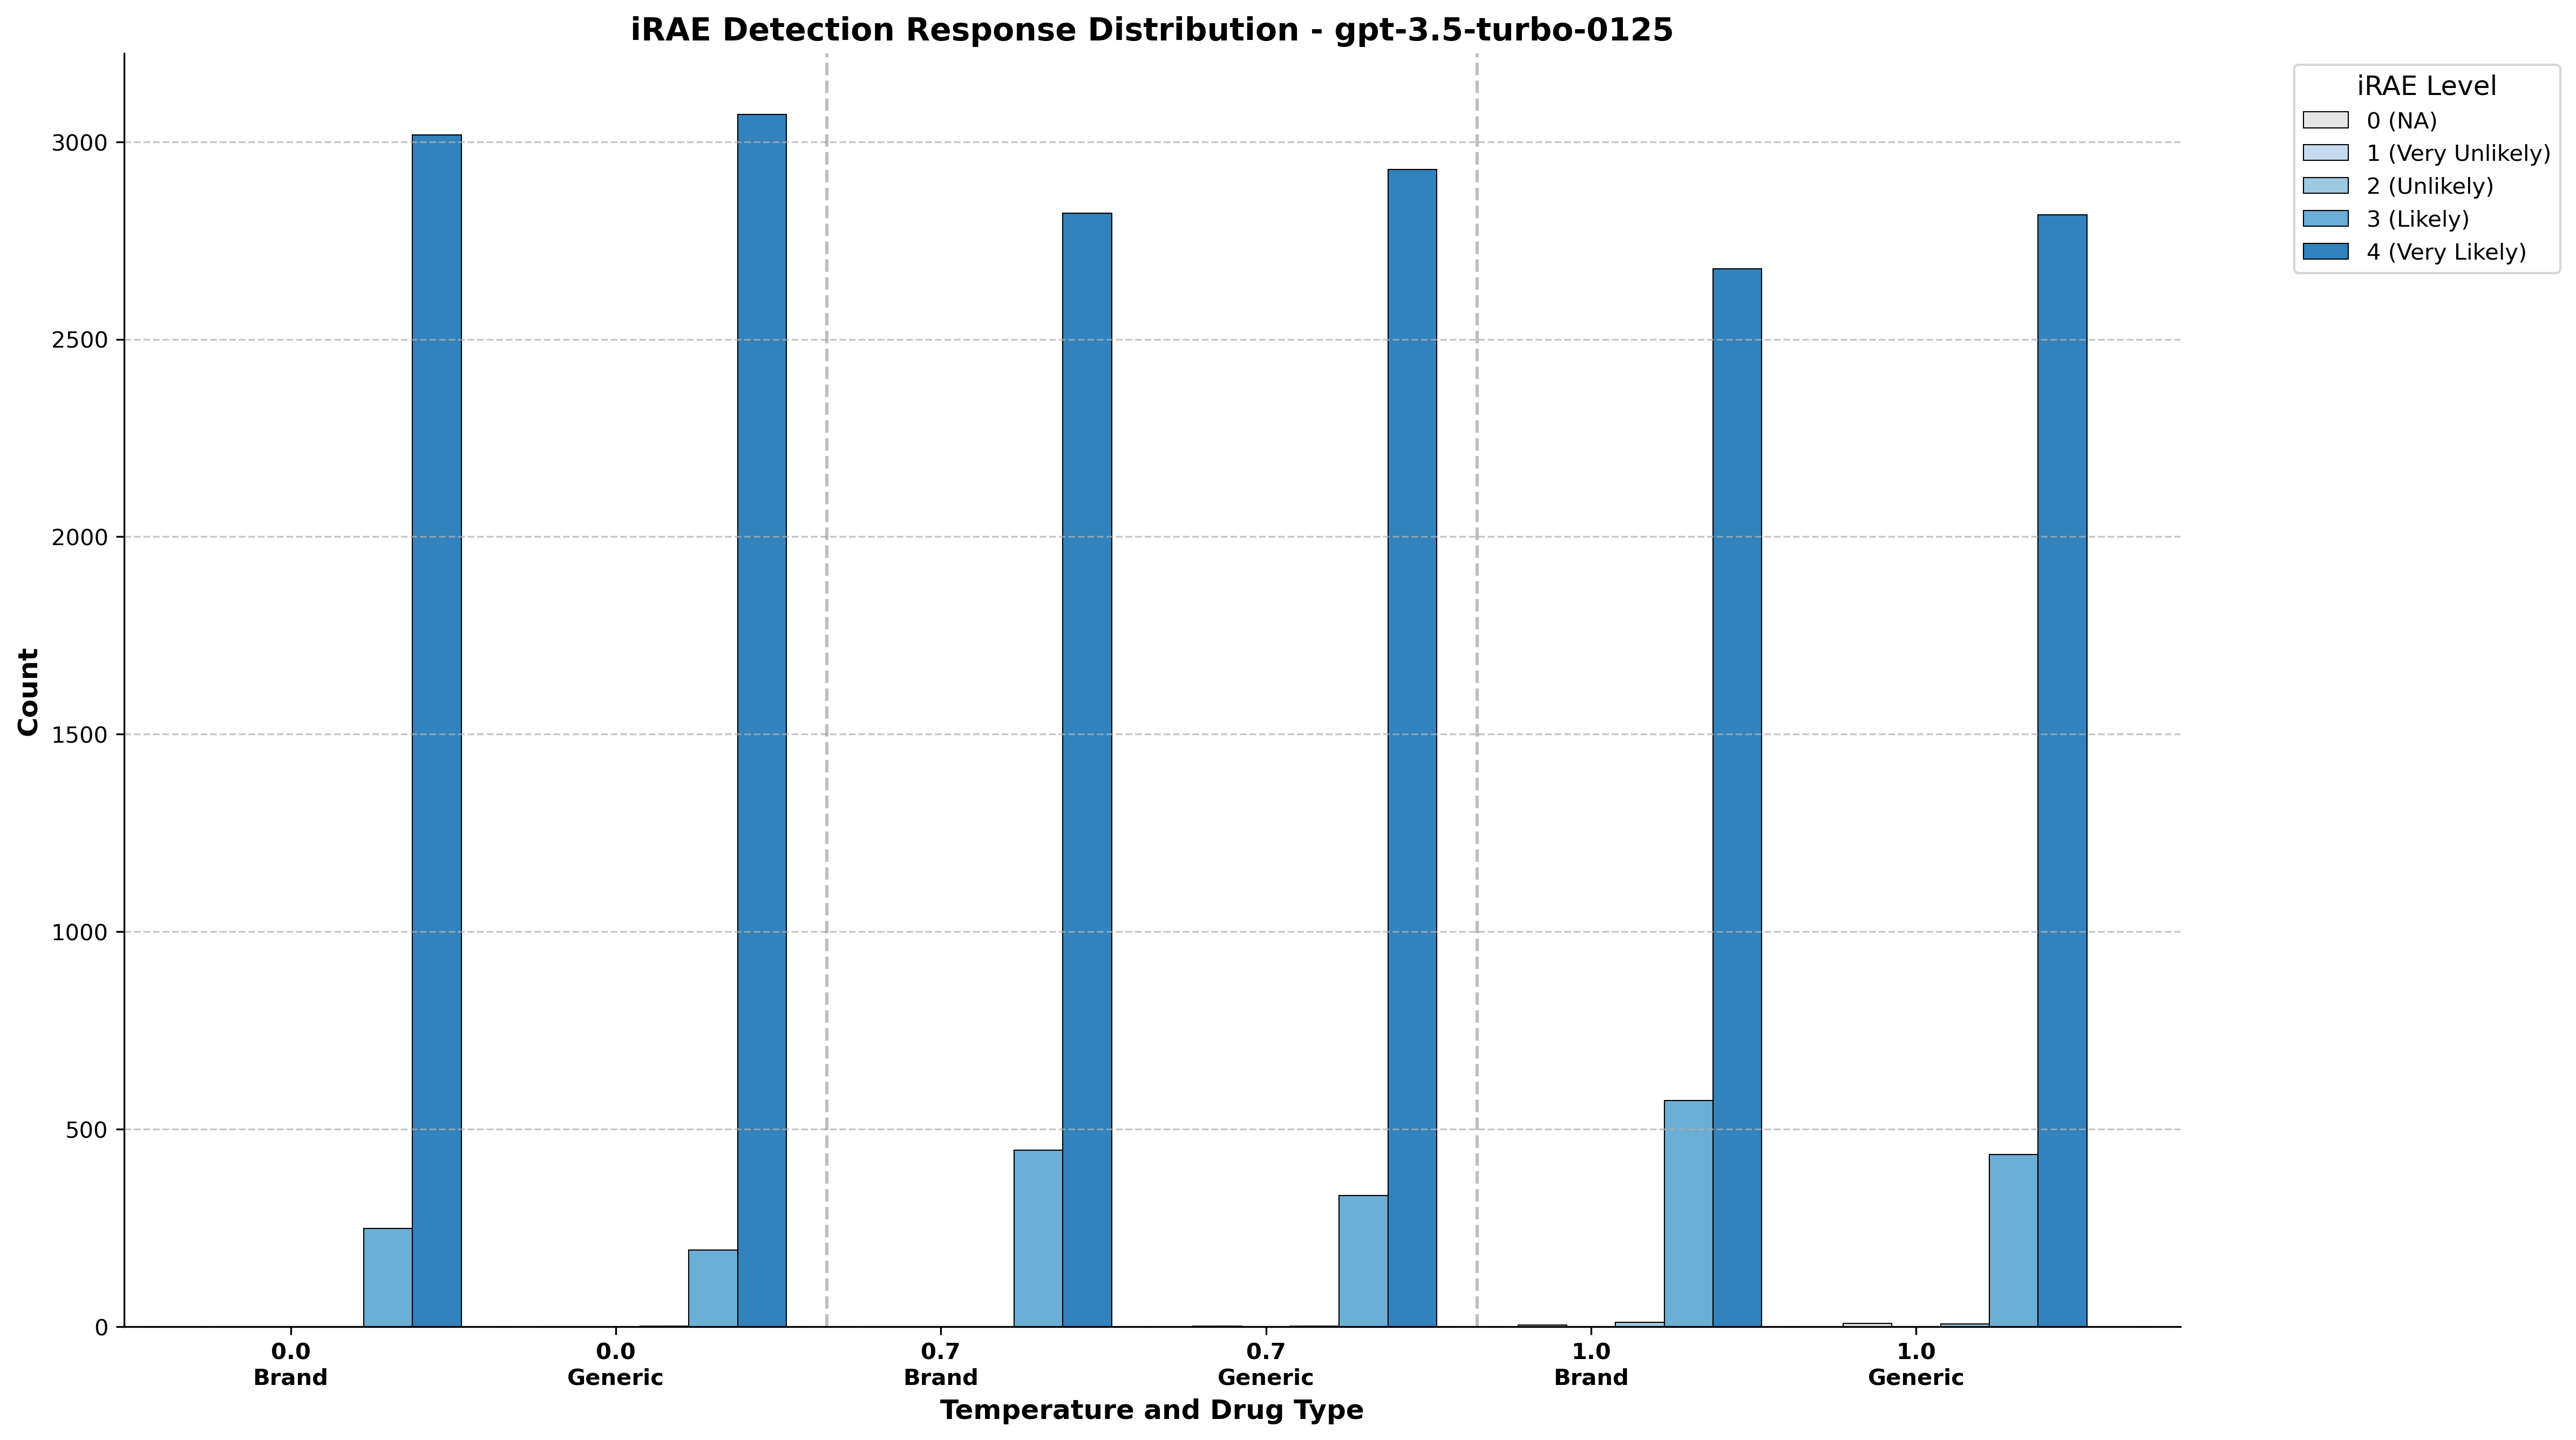 iRAE Detection Response Distribution - gpt-3.5-turbo-0125
iRAE Level
0 (NA)
1 (Very Unlikely)
2 (Unlikely)
3 (Likely)
4 (Very Likely)
Count
3000
2500
2000
1500
1000
500
0
0.0
Brand
0.0
Generic
0.7
Brand
0.7
Generic
1.0
Brand
1.0
Generic
Temperature and Drug Type